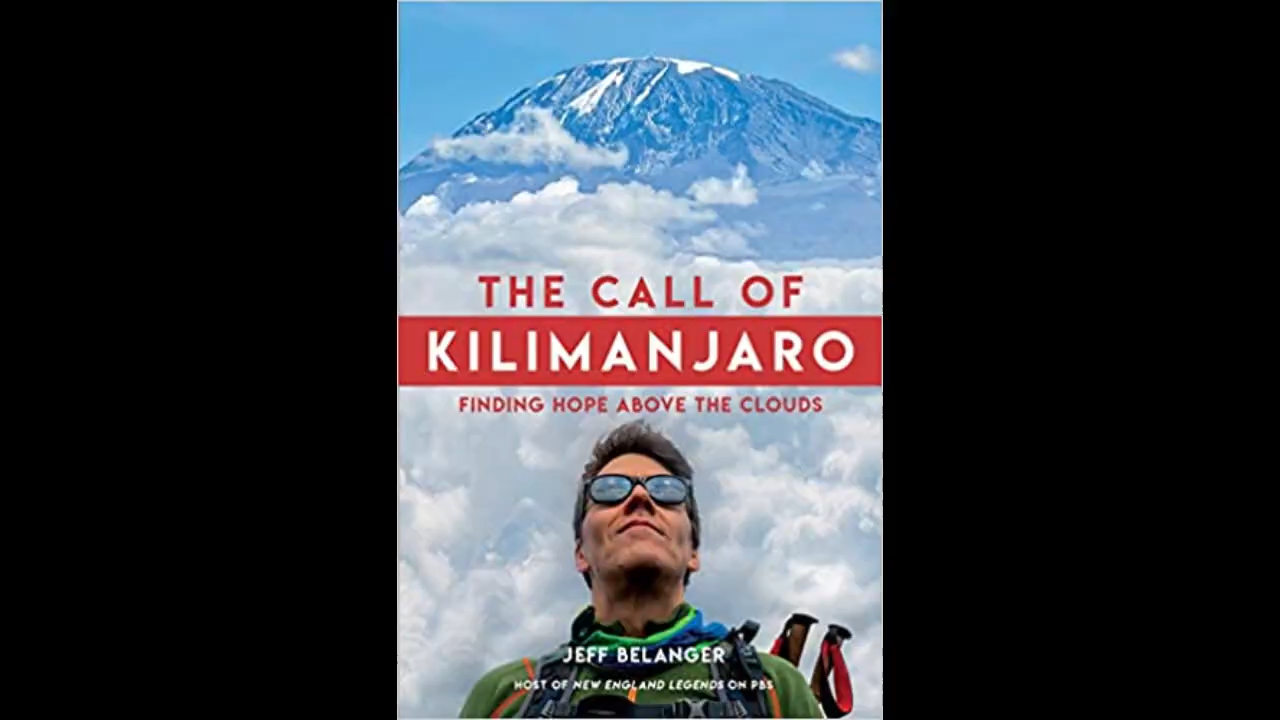 THE CALL OF
KILIMANJARO
FINDING HOPE ABOVE THE CLOUDS
JEFF BELANGER
HOST OF NEW ENGLAND LEGENDS ON PBS